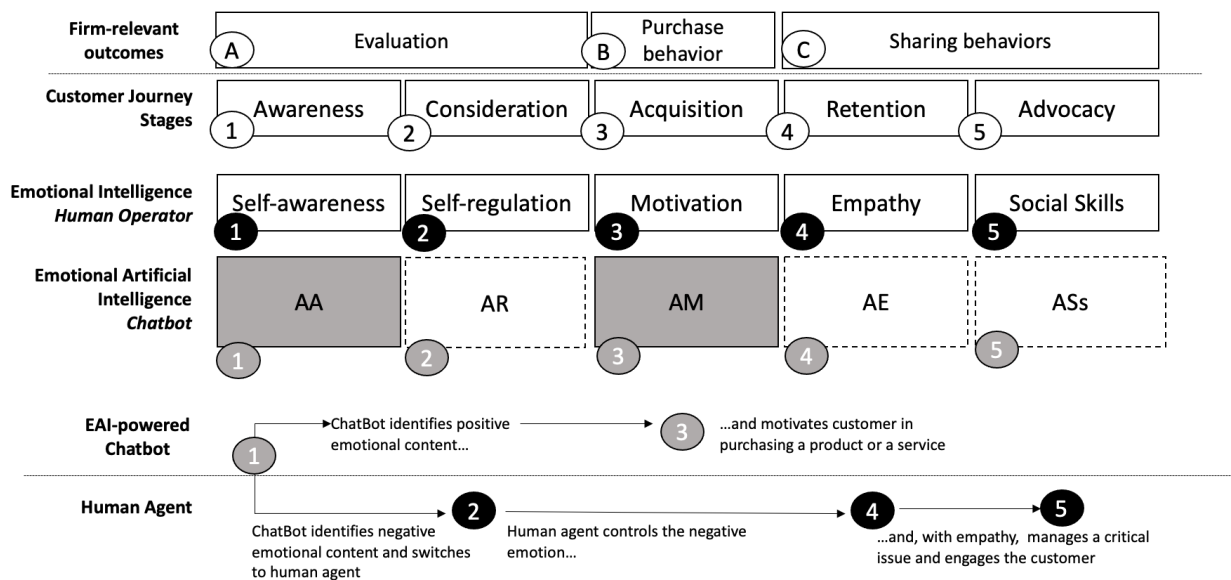 Firm-relevant
outcomes
A
Evaluation
B
Purchase
behavior
C
Sharing behaviors
Customer Journey
Stages
1
Awareness
2
Consideration
3
Acquisition
4
Retention
5
Advocacy
Emotional Intelligence
Human Operator
1
Self-awareness
2
Self-regulation
3
Motivation
4
Empathy
5
Social Skills
Emotional Artificial
Intelligence
Chatbot
AA
1
AR
2
AM
3
AE
4
ASs
5
EAI-powered
Chatbot
1
ChatBot identifies positive
emotional content...
3
...and motivates customer in
purchasing a product or a service
Human Agent
ChatBot identifies negative
emotional content and switches
to human agent
2
Human agent controls the negative
emotion...
4
5
...and, with empathy, manages a critical
issue and engages the customer